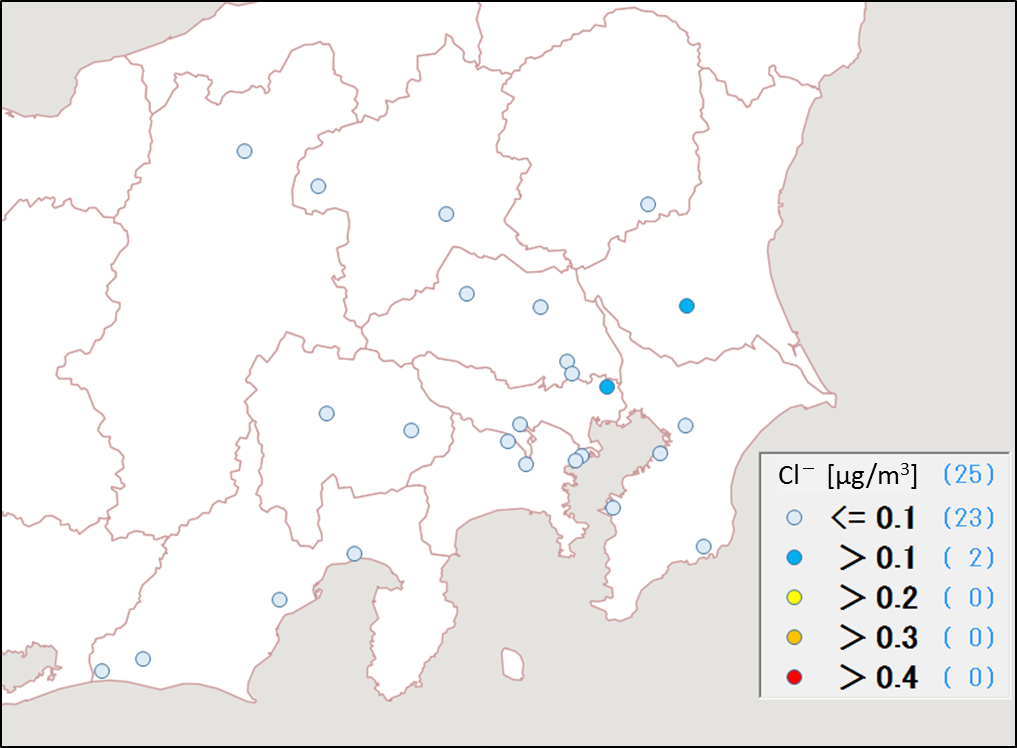 Cl⁻ [μg/m³] (25)
<= 0.1 (23)
> 0.1 ( 2)
> 0.2 ( 0)
> 0.3 ( 0)
> 0.4 ( 0)